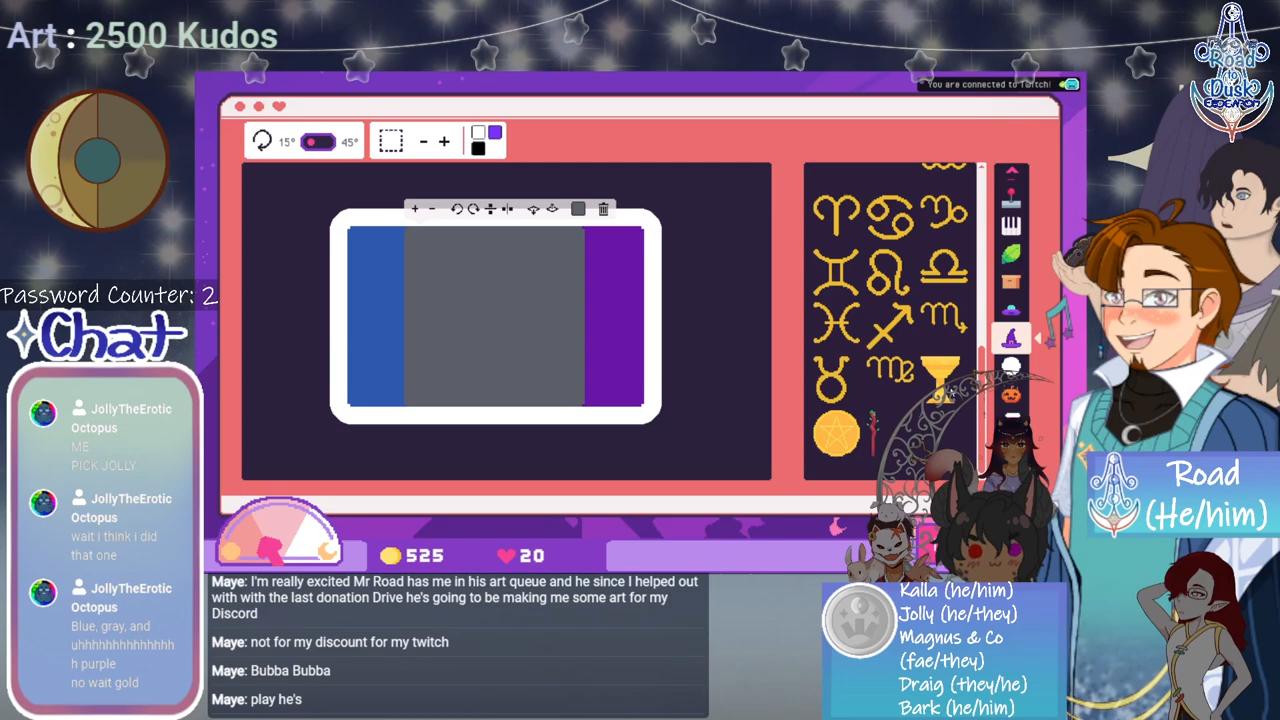 Art : 2500 Kudos
You are connected to Twitch!
Road
to
Dusk
15°
45°
Password Counter: 2
Chat
JollyTheErotic
Octopus
ME
PICK JOLLY
JollyTheErotic
Octopus
wait i think i did
that one
JollyTheErotic
Octopus
Blue, gray, and
uhhhhhhhhhhhhh
h purple
no wait gold
525
20
Maye: I'm really excited Mr Road has me in his art queue and he since I helped out
with with the last donation Drive he's going to be making me some art for my
Discord
Maye: not for my discount for my twitch
Maye: Bubba Bubba
Maye: play he's
Road
(He/him)
Kalla (he/him)
Jolly (he/they)
Magnus & Co
(fae/they)
Draig (they/he)
Bark (he/him)